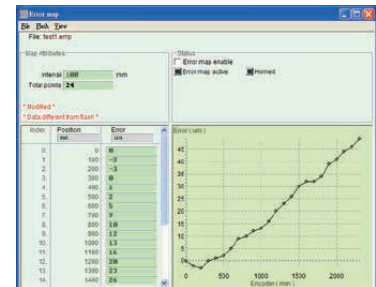 Error map
File Flash View
File: test1.emp
Map Attributes
Interval 100 mm
Total points 24
* Modified *
* Data different from flash *
Status
Error map enable
Error map active
Homed
Index Position Error
mm um
0. 0 0
1. 100 -2
2. 200 -3
3. 300 0
4. 400 1
5. 500 2
6. 600 5
7. 700 9
8. 800 10
9. 900 12
10. 1000 13
11. 1100 16
12. 1200 20
13. 1300 23
14. 1400 26
Error ( um )
45
40
35
30
25
20
15
10
5
0
0 500 1000 1500 2000
Encoder ( mm )